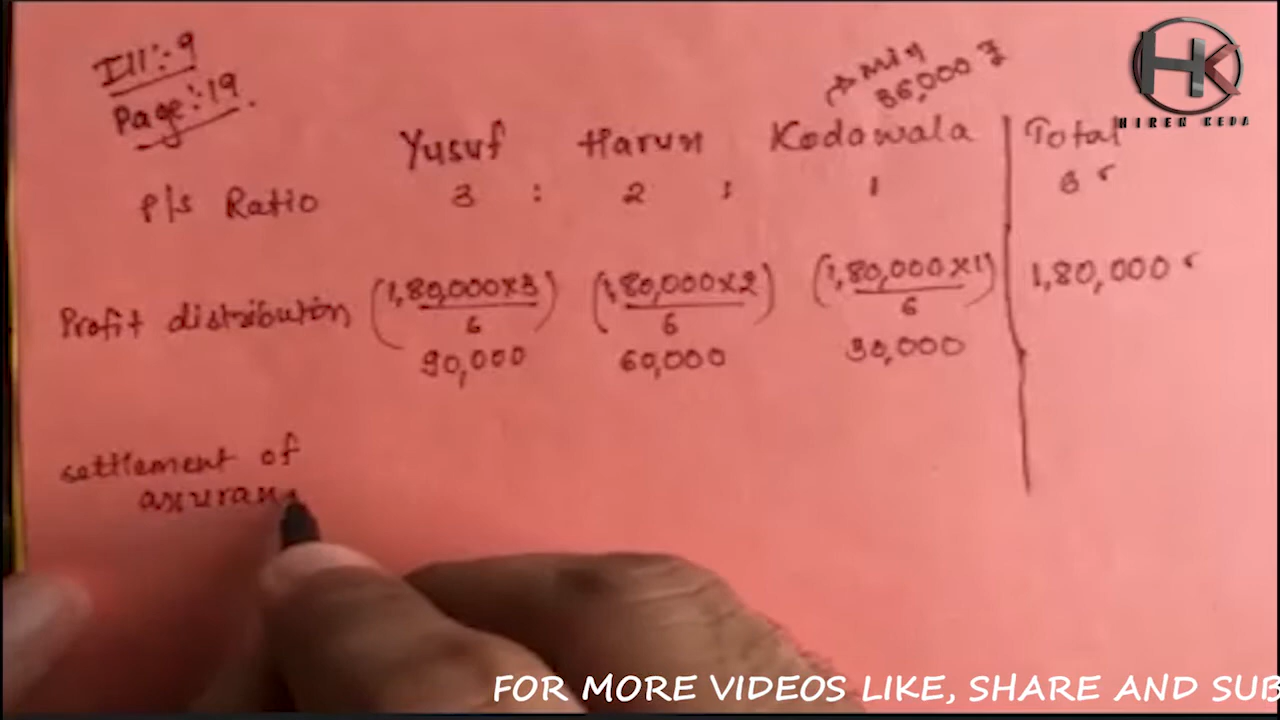 Ill:-9
Page:-19
→ Min
36,000 ₹
HIREN KEDA
Yusuf Harun Kodawala Total
P/s Ratio 3 : 2 : 1 6
Profit distribution (1,80,000×3)/6 (1,80,000×2)/6 (1,80,000×1)/6 1,80,000
90,000 60,000 30,000
settlement of
assuran
FOR MORE VIDEOS LIKE, SHARE AND SUB